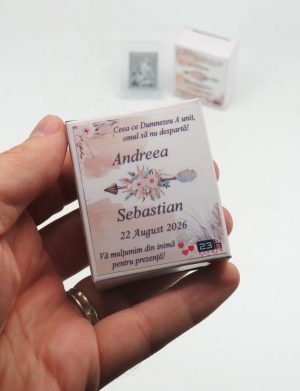 Ceea ce Dumnezeu A unit,
omul să nu despartă!
Andreea
Sebastian
22 August 2026
Vă mulțumim din inimă
pentru prezență!
23